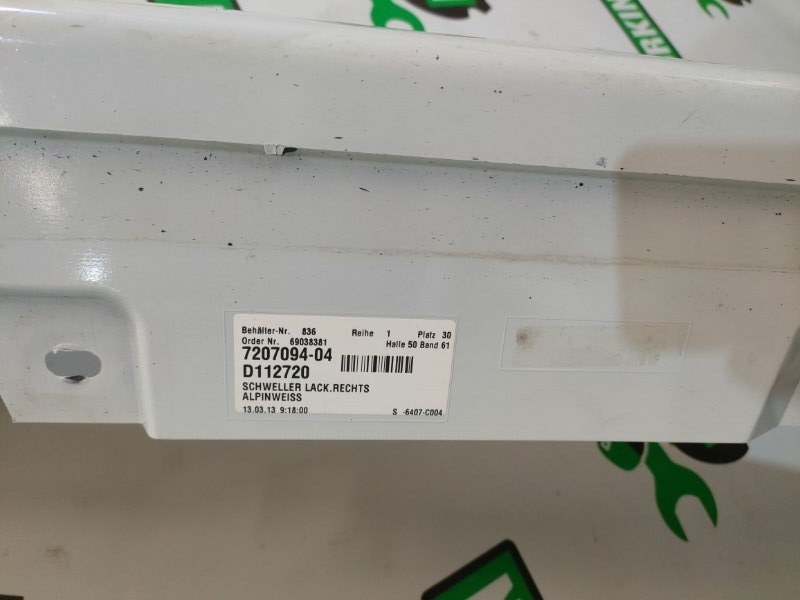 RKIN
Behälter-Nr. 836 Reihe 1 Platz 30
Order Nr. 69038381 Halle 50 Band 61
7207094-04
D112720
SCHWELLER LACK.RECHTS
ALPINWEISS
13.03.13 9:18:00 S -6407-C004